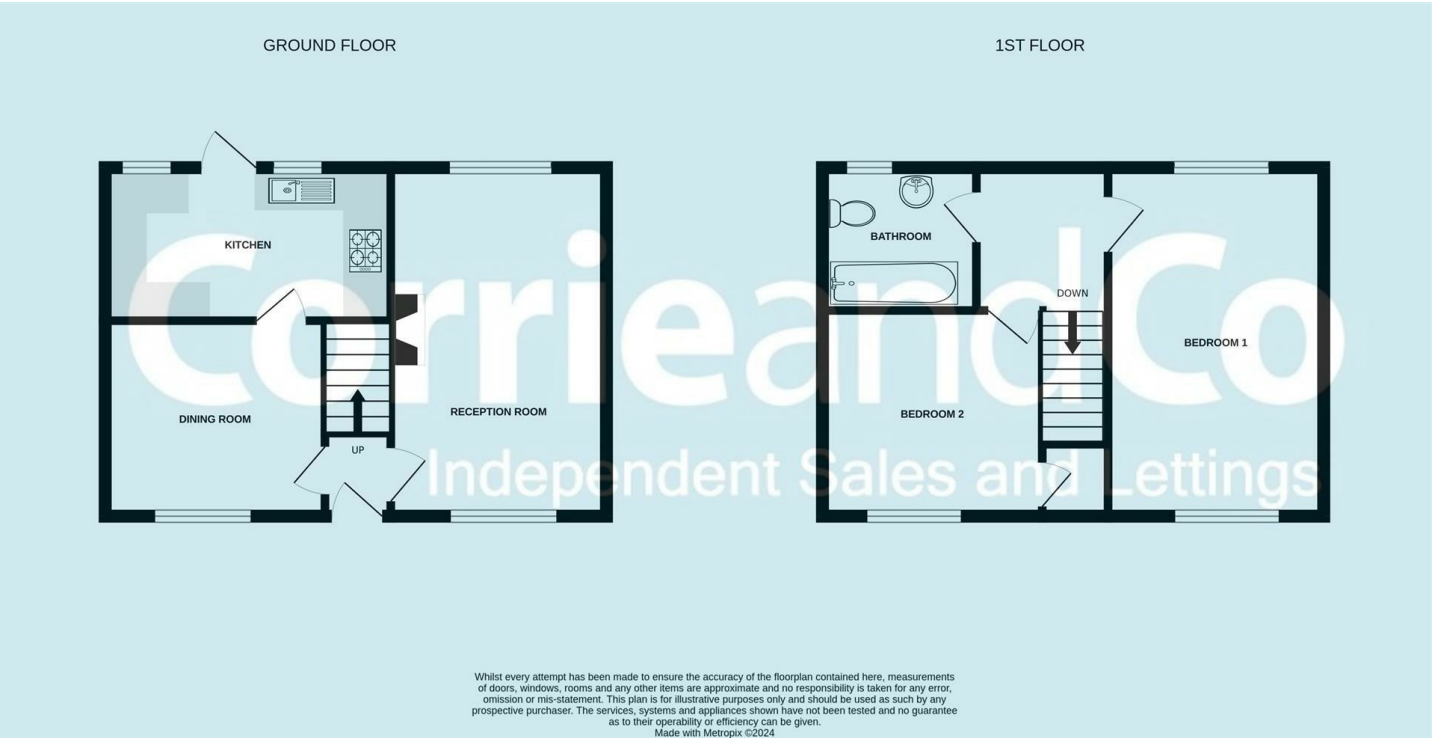 GROUND FLOOR
1ST FLOOR
KITCHEN
DINING ROOM
UP
RECEPTION ROOM
BATHROOM
DOWN
BEDROOM 1
BEDROOM 2
CorrieandCo
Independent Sales and Lettings
Whilst every attempt has been made to ensure the accuracy of the floorplan contained here, measurements
of doors, windows, rooms and any other items are approximate and no responsibility is taken for any error,
omission or mis-statement. This plan is for illustrative purposes only and should be used as such by any
prospective purchaser. The services, systems and appliances shown have not been tested and no guarantee
as to their operability or efficiency can be given.
Made with Metropix ©2024